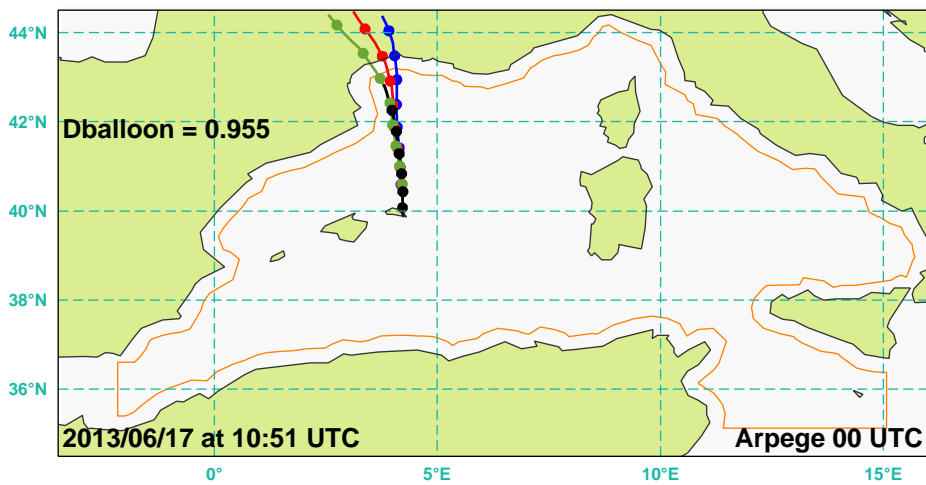 44°N
42°N
Dballoon = 0.955
40°N
38°N
36°N
2013/06/17 at 10:51 UTC
Arpege 00 UTC
0°
5°E
10°E
15°E